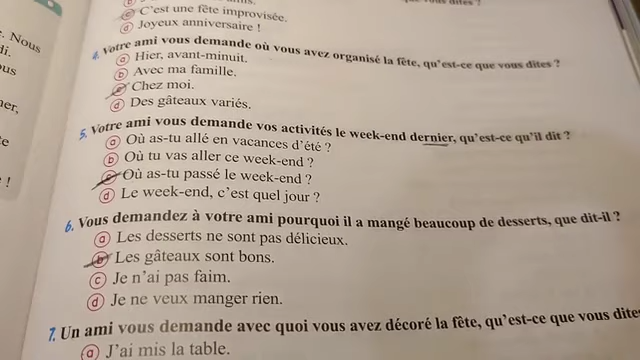 ⓒ C'est une fête improvisée.
ⓓ Joyeux anniversaire !
4. Votre ami vous demande où vous avez organisé la fête, qu'est-ce que vous dites ?
ⓐ Hier, avant-minuit.
ⓑ Avec ma famille.
ⓒ Chez moi.
ⓓ Des gâteaux variés.
5. Votre ami vous demande vos activités le week-end dernier, qu'est-ce qu'il dit ?
ⓐ Où as-tu allé en vacances d'été ?
ⓑ Où tu vas aller ce week-end ?
ⓒ Où as-tu passé le week-end ?
ⓓ Le week-end, c'est quel jour ?
6. Vous demandez à votre ami pourquoi il a mangé beaucoup de desserts, que dit-il ?
ⓐ Les desserts ne sont pas délicieux.
ⓑ Les gâteaux sont bons.
ⓒ Je n'ai pas faim.
ⓓ Je ne veux manger rien.
7. Un ami vous demande avec quoi vous avez décoré la fête, qu'est-ce que vous dites
ⓐ J'ai mis la table.
. Nous